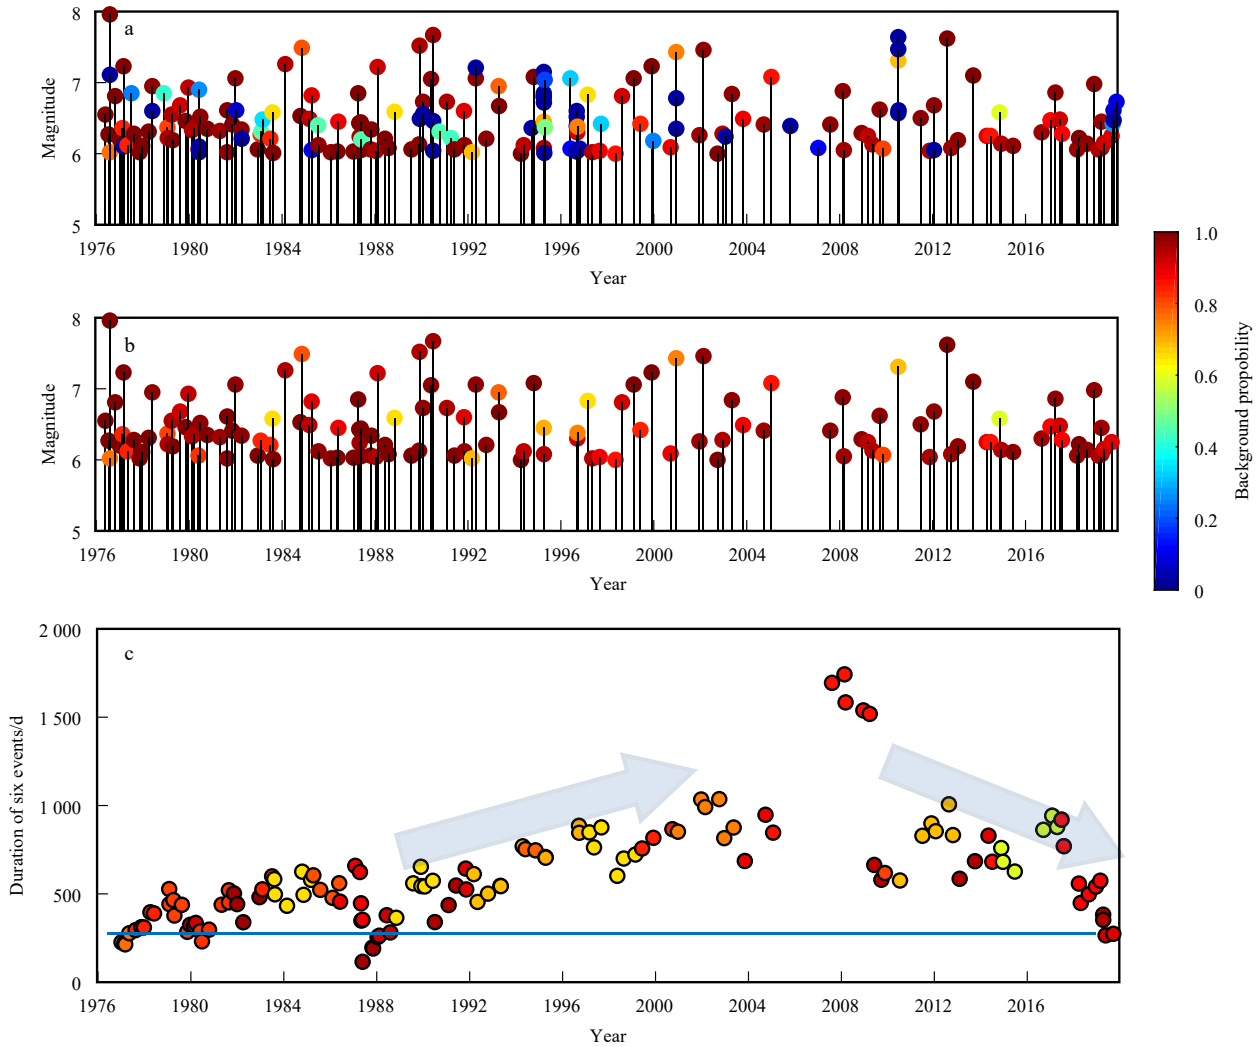 8
a
7
Magnitude
6
5
1976 1980 1984 1988 1992 1996 2000 2004 2008 2012 2016
Year
8
b
7
Magnitude
6
5
1976 1980 1984 1988 1992 1996 2000 2004 2008 2012 2016
Year
1.0
0.8
0.6
0.4
0.2
0
Background propobility
2 000
c
1 500
1 000
500
0
Duration of six events/d
1976 1980 1984 1988 1992 1996 2000 2004 2008 2012 2016
Year